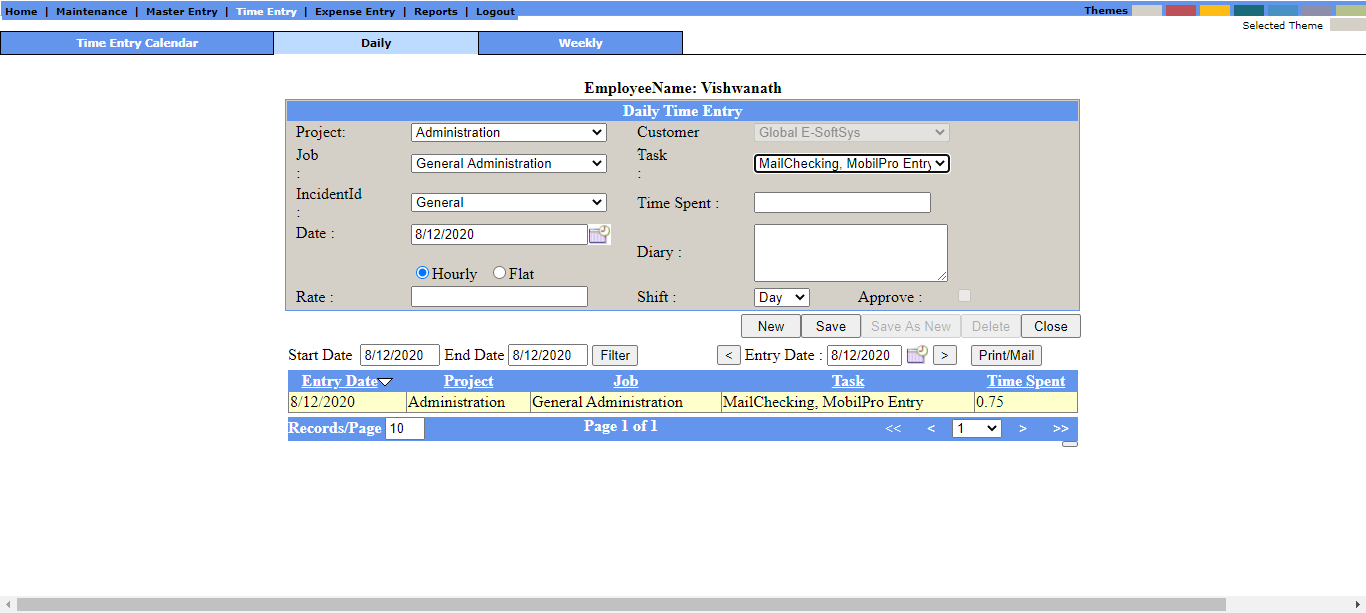 Home | Maintenance | Master Entry | Time Entry | Expense Entry | Reports | Logout Themes
Selected Theme
Time Entry Calendar Daily Weekly
EmployeeName: Vishwanath
Daily Time Entry
Project: Administration Customer : Global E-SoftSys
Job : General Administration Task : MailChecking, MobilPro Entry
IncidentId : General Time Spent :
Date : 8/12/2020 Diary :
Hourly Flat
Rate : Shift : Day Approve :
New Save Save As New Delete Close
Start Date 8/12/2020 End Date 8/12/2020 Filter < Entry Date : 8/12/2020 > Print/Mail
Entry Date Project Job Task Time Spent
8/12/2020 Administration General Administration MailChecking, MobilPro Entry 0.75
Records/Page 10 Page 1 of 1 << < 1 > >>